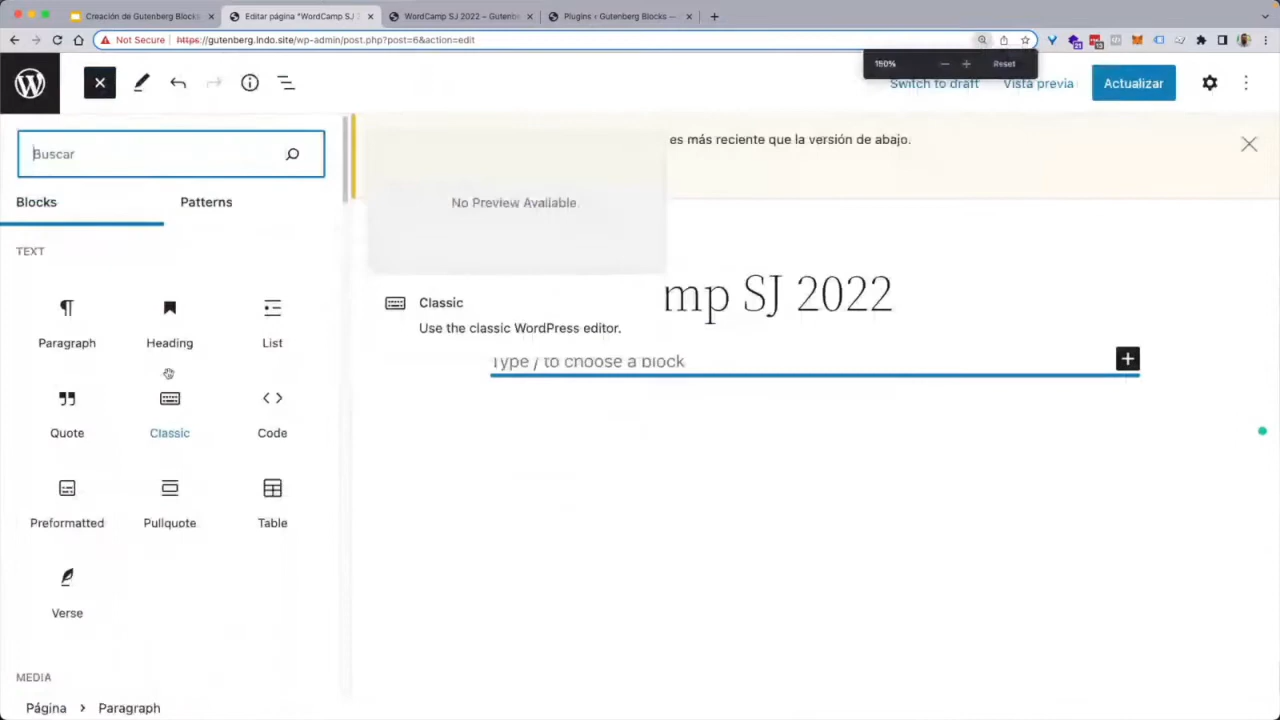 Creación de Gutenberg Blocks
Editar página "WordCamp SJ 2
WordCamp SJ 2022 – Gutenbe
Plugins ‹ Gutenberg Blocks —
Not Secure
https://gutenberg.lndo.site/wp-admin/post.php?post=6&action=edit
150%
Reset
Switch to draft
Vista previa
Actualizar
Buscar
es más reciente que la versión de abajo.
Blocks
Patterns
No Preview Available.
TEXT
mp SJ 2022
Classic
Use the classic WordPress editor.
Paragraph
Heading
List
Type / to choose a block
Quote
Classic
Code
Preformatted
Pullquote
Table
Verse
MEDIA
Página
Paragraph